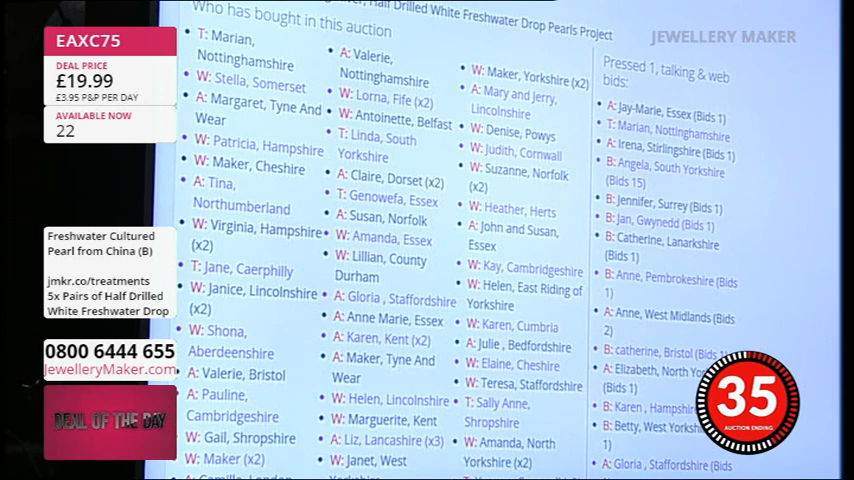 Half Drilled White Freshwater Drop Pearls Project
Who has bought in this auction
JEWELLERY MAKER
EAXC75
DEAL PRICE
£19.99
£3.95 P&P PER DAY
AVAILABLE NOW
22
Freshwater Cultured
Pearl from China (B)
jmkr.co/treatments
5x Pairs of Half Drilled
White Freshwater Drop
0800 6444 655
JewelleryMaker.com
DEAL OF THE DAY
T: Marian,
Nottinghamshire
W: Stella, Somerset
A: Margaret, Tyne And
Wear
W: Patricia, Hampshire
W: Maker, Cheshire
A: Tina,
Northumberland
W: Virginia, Hampshire
(x2)
T: Jane, Caerphilly
W: Janice, Lincolnshire
(x2)
W: Shona,
Aberdeenshire
A: Valerie, Bristol
A: Pauline,
Cambridgeshire
W: Gail, Shropshire
W: Maker (x2)
A: Camilla, London
A: Valerie,
Nottinghamshire
W: Lorna, Fife (x2)
W: Antoinette, Belfast
T: Linda, South
Yorkshire
A: Claire, Dorset (x2)
T: Genowefa, Essex
A: Susan, Norfolk
W: Amanda, Essex
W: Lillian, County
Durham
A: Gloria , Staffordshire
A: Anne Marie, Essex
A: Karen, Kent (x2)
A: Maker, Tyne And
Wear
W: Helen, Lincolnshire
W: Marguerite, Kent
A: Liz, Lancashire (x3)
W: Janet, West
Yorkshire
W: Maker, Yorkshire (x2)
A: Mary and Jerry,
Lincolnshire
W: Denise, Powys
W: Judith, Cornwall
W: Suzanne, Norfolk
(x2)
W: Heather, Herts
A: John and Susan,
Essex
W: Kay, Cambridgeshire
W: Helen, East Riding of
Yorkshire
W: Karen, Cumbria
A: Julie , Bedfordshire
W: Elaine, Cheshire
W: Teresa, Staffordshire
T: Sally Anne,
Shropshire
W: Amanda, North
Yorkshire (x2)
Pressed 1, talking & web
bids:
A: Jay-Marie, Essex (Bids 1)
T: Marian, Nottinghamshire
A: Irena, Stirlingshire (Bids 1)
B: Angela, South Yorkshire
(Bids 15)
B: Jennifer, Surrey (Bids 1)
B: Jan, Gwynedd (Bids 1)
B: Catherine, Lanarkshire
(Bids 1)
B: Anne, Pembrokeshire (Bids
1)
A: Anne, West Midlands (Bids
2)
B: catherine, Bristol (Bids
A: Elizabeth, North
(Bids 1)
B: Karen , Hampshire
B: Betty, West
1)
A: Gloria , Staffordshire (Bids
35
AUCTION ENDING